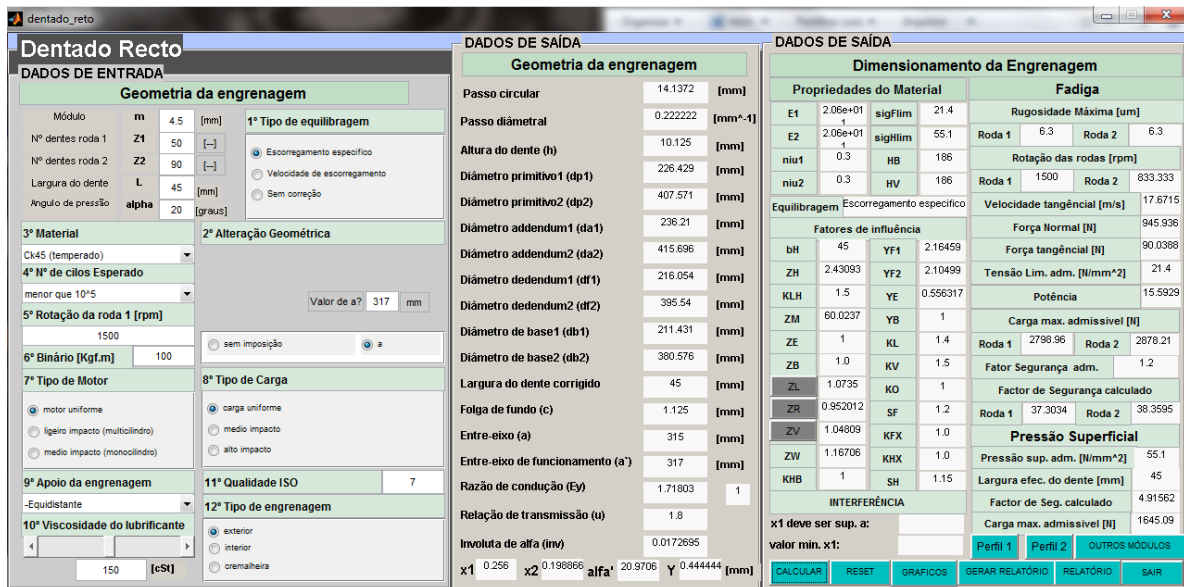 dentado_reto
Dentado Recto
DADOS DE ENTRADA
Geometria da engrenagem
Módulo m 4.5 [mm]
Nº dentes roda 1 Z1 50 [--]
Nº dentes roda 2 Z2 90 [--]
Largura do dente L 45 [mm]
Angulo de pressão alpha 20 [graus]
1º Tipo de equilibragem
Escorregamento especifico
Velocidade de escorregamento
Sem correção
3º Material
Ck45 (temperado)
4º Nº de cilos Esperado
menor que 10^5
5º Rotação da roda 1 [rpm]
1500
6º Binário [Kgf.m] 100
2º Alteração Geométrica
Valor de a? 317 mm
sem imposição a
7º Tipo de Motor
motor uniforme
ligeiro impacto (multicilindro)
medio impacto (monocilindro)
8º Tipo de Carga
carga uniforme
medio impacto
alto impacto
9º Apoio da engrenagem
-Equidistante
10º Viscosidade do lubrificante
150 [cSt]
11º Qualidade ISO 7
12º Tipo de engrenagem
exterior
interior
cremalheira
DADOS DE SAÍDA
Geometria da engrenagem
Passo circular 14.1372 [mm]
Passo diâmetral 0.222222 [mm^-1]
Altura do dente (h) 10.125 [mm]
Diâmetro primitivo1 (dp1) 226.429 [mm]
Diâmetro primitivo2 (dp2) 407.571 [mm]
Diâmetro addendum1 (da1) 236.21 [mm]
Diâmetro addendum2 (da2) 415.696 [mm]
Diâmetro dedendum1 (df1) 216.054 [mm]
Diâmetro dedendum2 (df2) 395.54 [mm]
Diâmetro de base1 (db1) 211.431 [mm]
Diâmetro de base2 (db2) 380.576 [mm]
Largura do dente corrigido 45 [mm]
Folga de fundo (c) 1.125 [mm]
Entre-eixo (a) 315 [mm]
Entre-eixo de funcionamento (a`) 317 [mm]
Razão de condução (Ey) 1.71803 1
Relação de transmissão (u) 1.8
Involuta de alfa (inv) 0.0172695
x1 0.256 x2 0.198866 alfa' 20.9706 Y 0.444444 [mm]
DADOS DE SAÍDA
Dimensionamento da Engrenagem
Propriedades do Material
E1 2.06e+01
1
sigFlim 21.4
E2 2.06e+01
1
sigHlim 55.1
niu1 0.3 HB 186
niu2 0.3 HV 186
Equilibragem Escorregamento especifico
Fatores de influência
bH 45 YF1 2.16459
ZH 2.43093 YF2 2.10499
KLH 1.5 YE 0.556317
ZM 60.0237 YB 1
ZE 1 KL 1.4
ZB 1.0 KV 1.5
ZL 1.0735 KO 1
ZR 0.952012 SF 1.2
ZV 1.04809 KFX 1.0
ZW 1.16706 KHX 1.0
KHB 1 SH 1.15
INTERFERÊNCIA
x1 deve ser sup. a:
valor min. x1:
Fadiga
Rugosidade Máxima [um]
Roda 1 6.3 Roda 2 6.3
Rotação das rodas [rpm]
Roda 1 1500 Roda 2 833.333
Velocidade tangêncial [m/s] 17.6715
Força Normal [N] 945.936
Força tangêncial [N] 90.0388
Tensão Lim. adm. [N/mm^2] 21.4
Potência 15.5929
Carga max. admissivel [N]
Roda 1 2798.96 Roda 2 2878.21
Fator Segurança adm. 1.2
Factor de Segurança calculado
Roda 1 37.3034 Roda 2 38.3595
Pressão Superficial
Pressão sup. adm. [N/mm^2] 55.1
Largura efec. do dente [mm] 45
Factor de Seg. calculado 4.91562
Carga max. admissivel [N] 1645.09
Perfil 1 Perfil 2 OUTROS MÓDULOS
CALCULAR RESET GRAFICOS GERAR RELATÓRIO RELATÓRIO SAIR